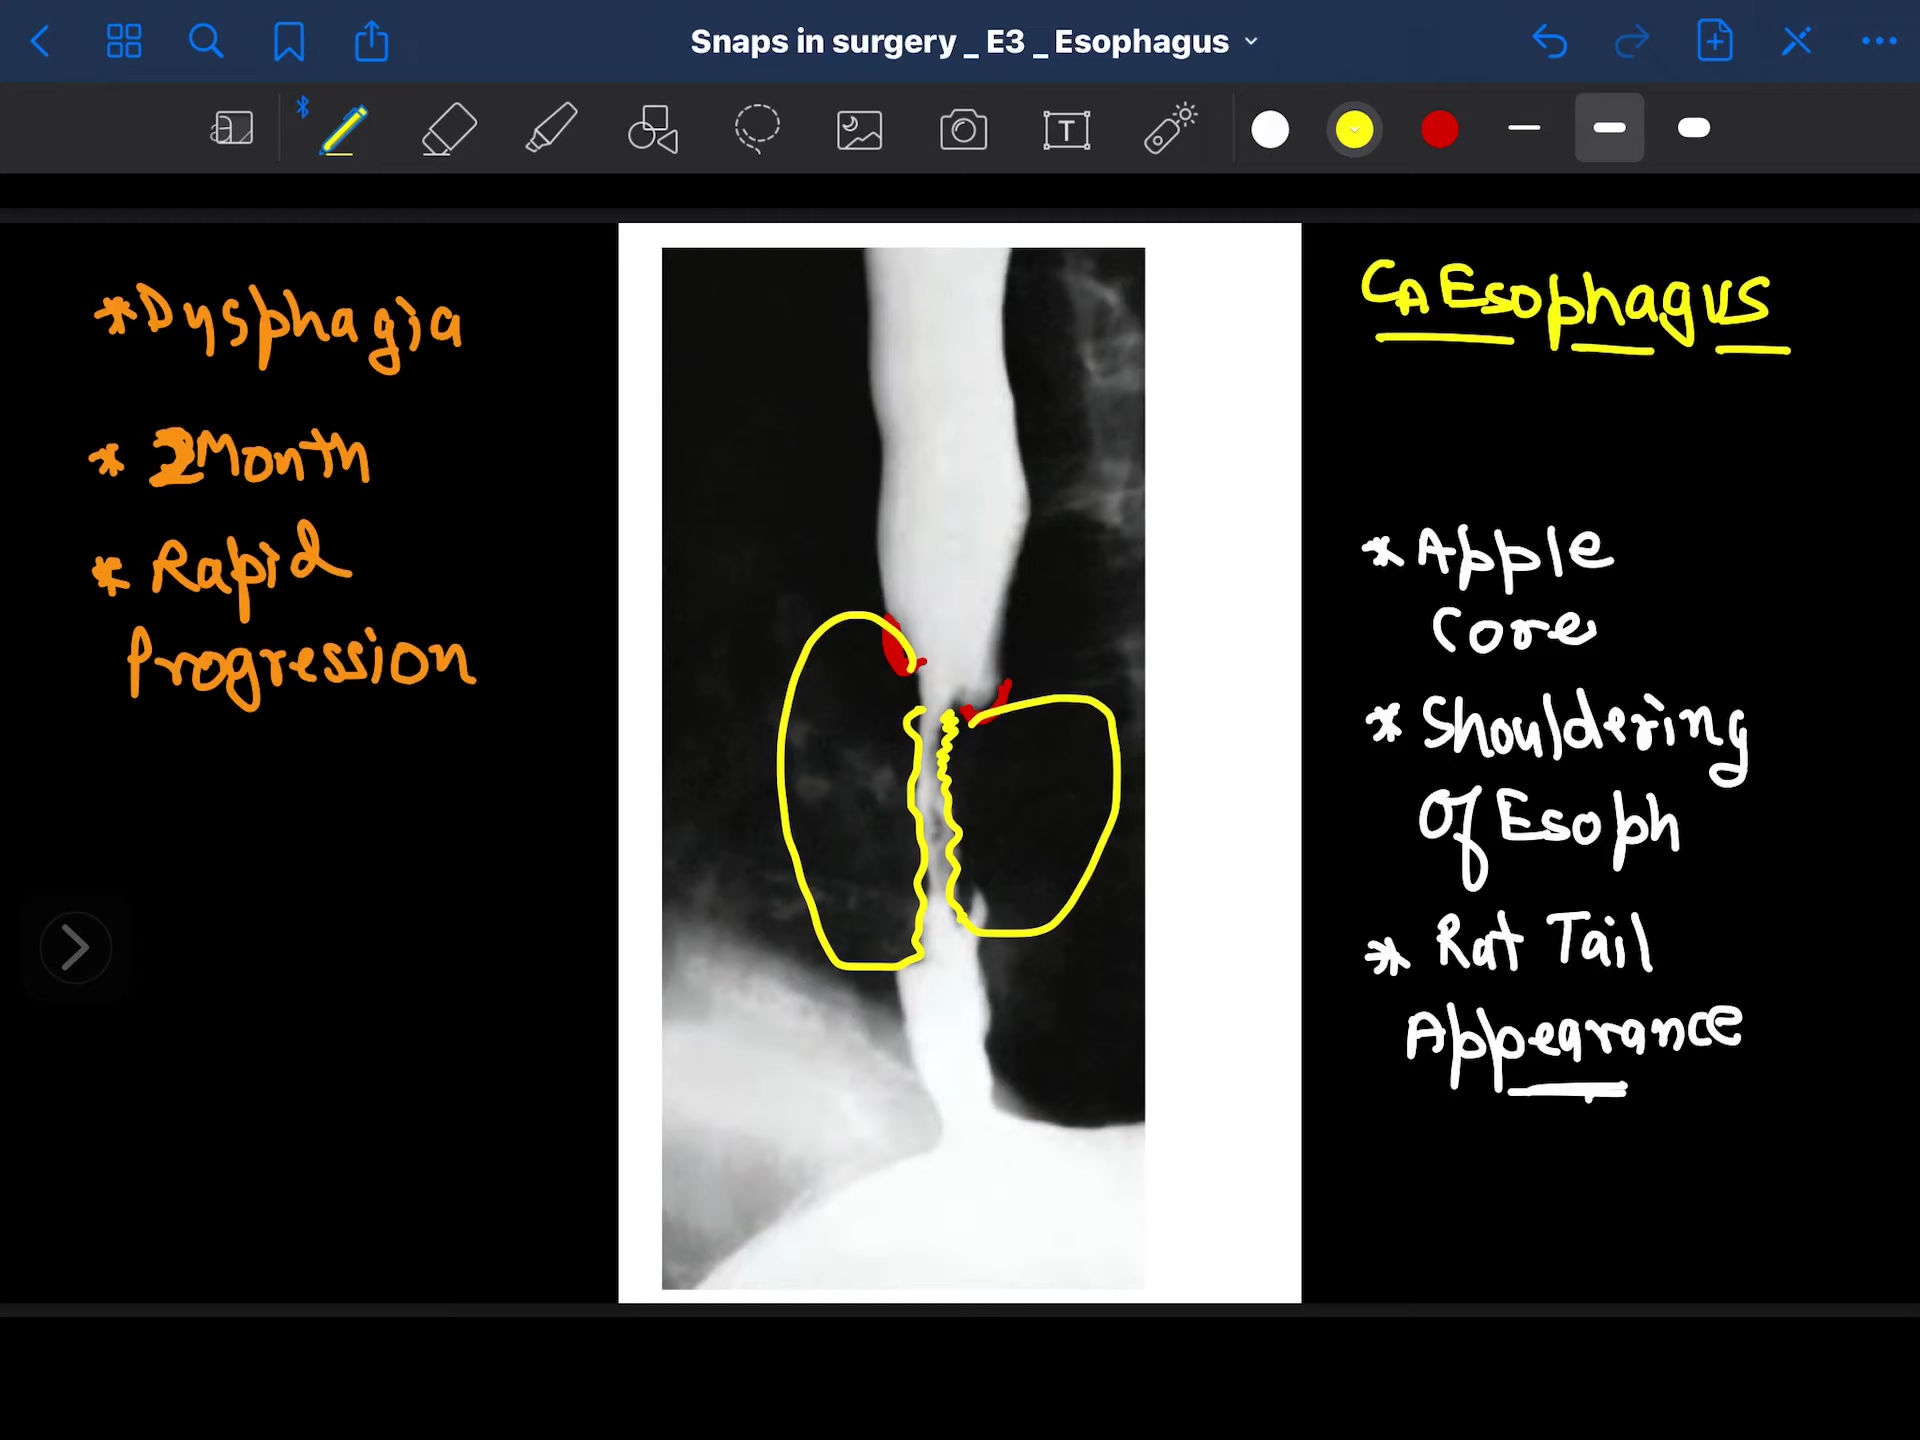 Snaps in surgery _ E3 _ Esophagus
T
*Dysphagia
* 2Month
* Rapid
Progression
CA Esophagus
*Apple
Core
* Shouldering
Of Esoph
* Rat Tail
Appearance